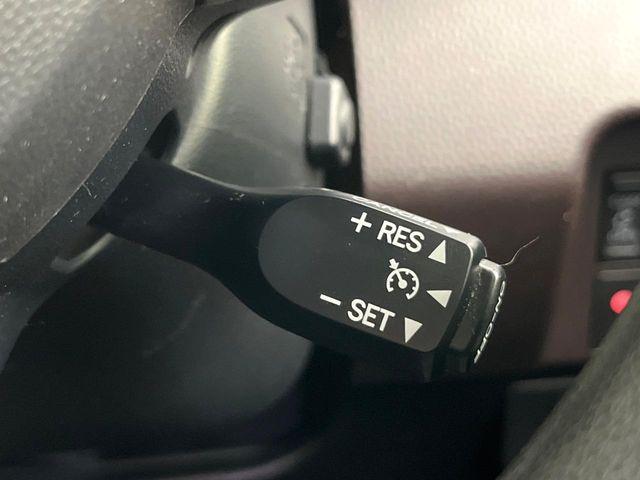 + RES
- SET